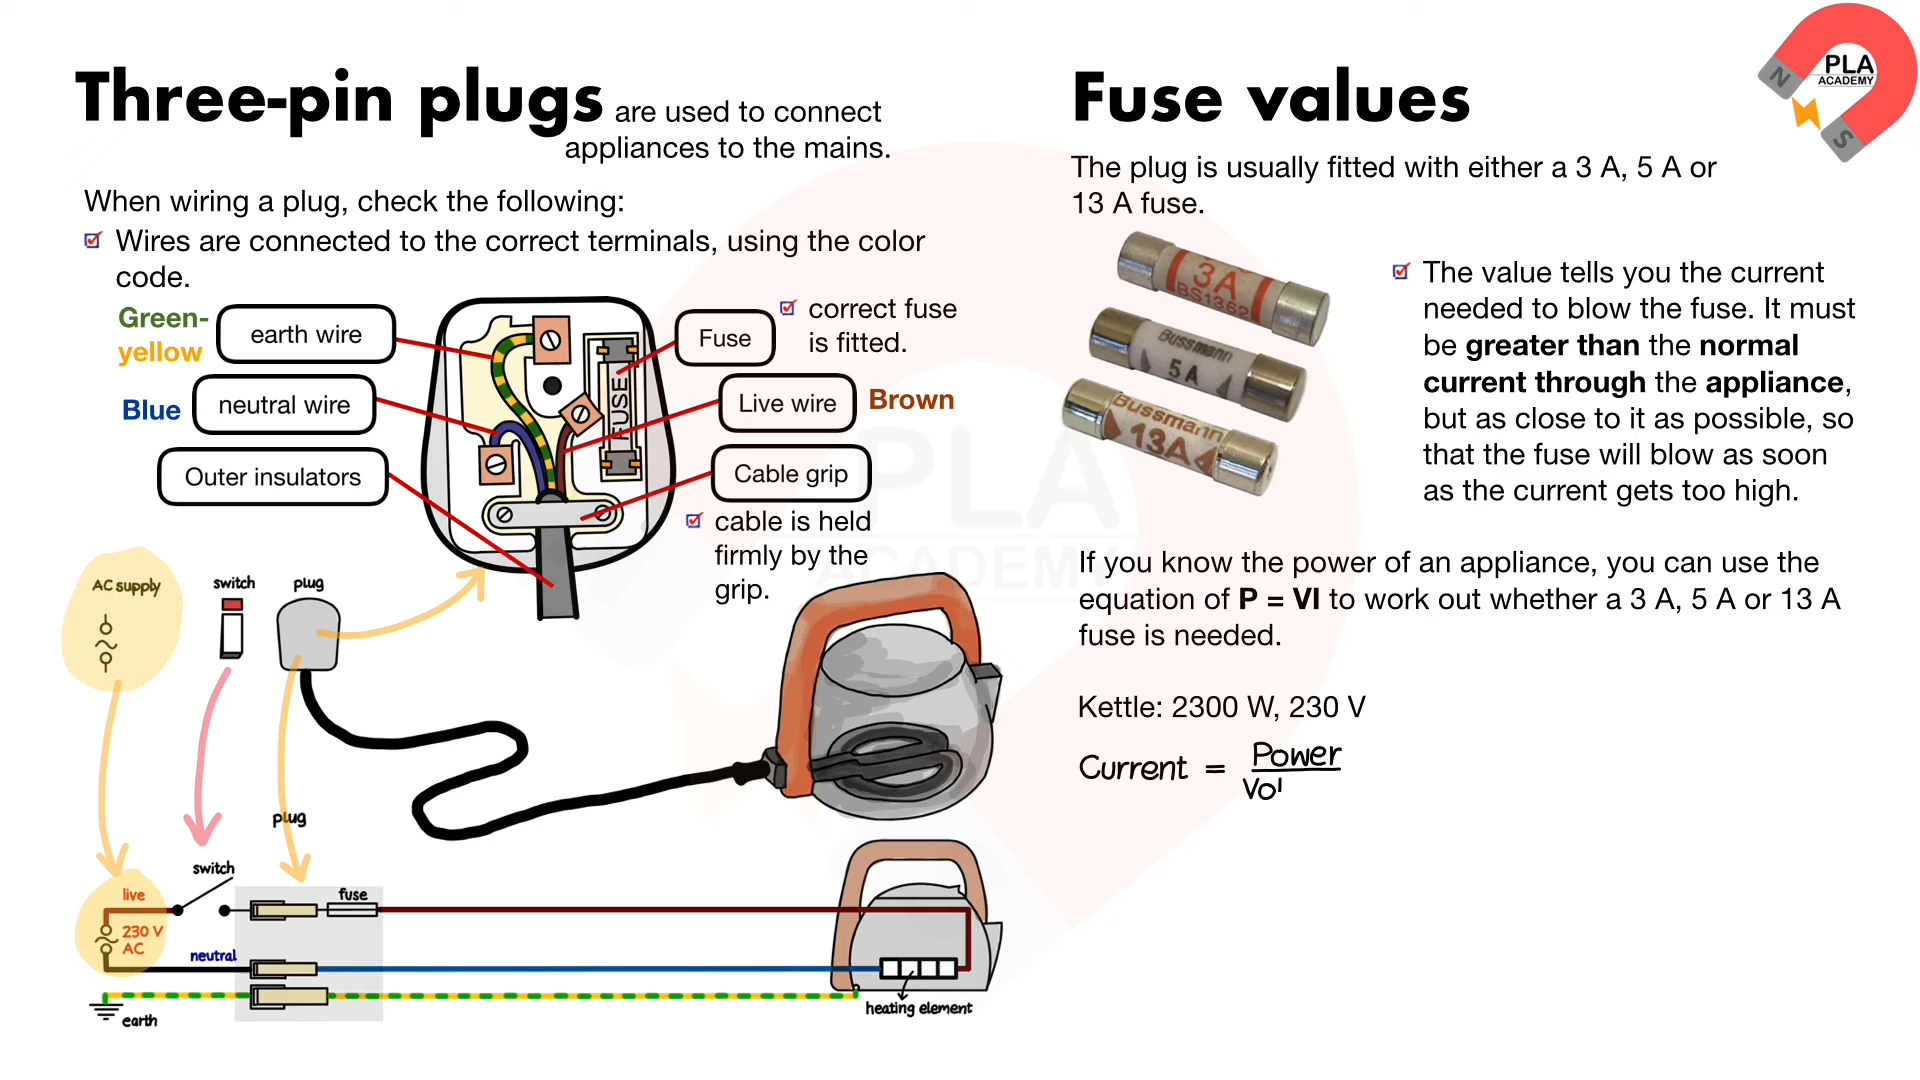 Three-pin plugs are used to connect
appliances to the mains.
When wiring a plug, check the following:
Wires are connected to the correct terminals, using the color
code.
Green-
yellow
earth wire
Blue
neutral wire
Outer insulators
FUSE
Fuse
correct fuse
is fitted.
Live wire
Brown
Cable grip
cable is held
firmly by the
grip.
AC supply
switch
plug
plug
switch
live
fuse
230 V
AC
neutral
earth
heating element
Fuse values
The plug is usually fitted with either a 3 A, 5 A or
13 A fuse.
3A
BS1362
Bussmann
5A
Bussmann
13A
The value tells you the current
needed to blow the fuse. It must
be greater than the normal
current through the appliance,
but as close to it as possible, so
that the fuse will blow as soon
as the current gets too high.
If you know the power of an appliance, you can use the
equation of P = VI to work out whether a 3 A, 5 A or 13 A
fuse is needed.
Kettle: 2300 W, 230 V
Current = Power
Vol
PLA
ACADEMY
N
S
PLA
ACADEMY